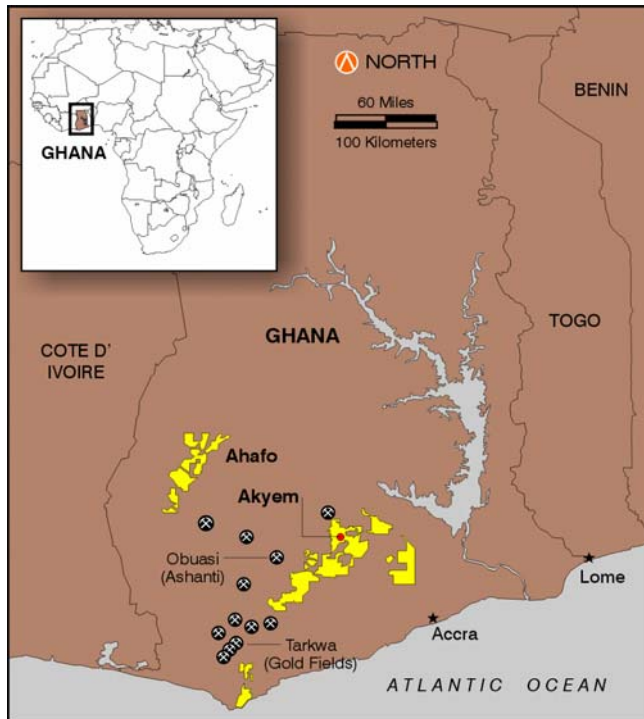 NORTH
60 Miles
100 Kilometers
BENIN
GHANA
GHANA
TOGO
COTE D'
IVOIRE
Ahafo
Akyem
Obuasi
(Ashanti)
Lome
Accra
Tarkwa
(Gold Fields)
ATLANTIC OCEAN